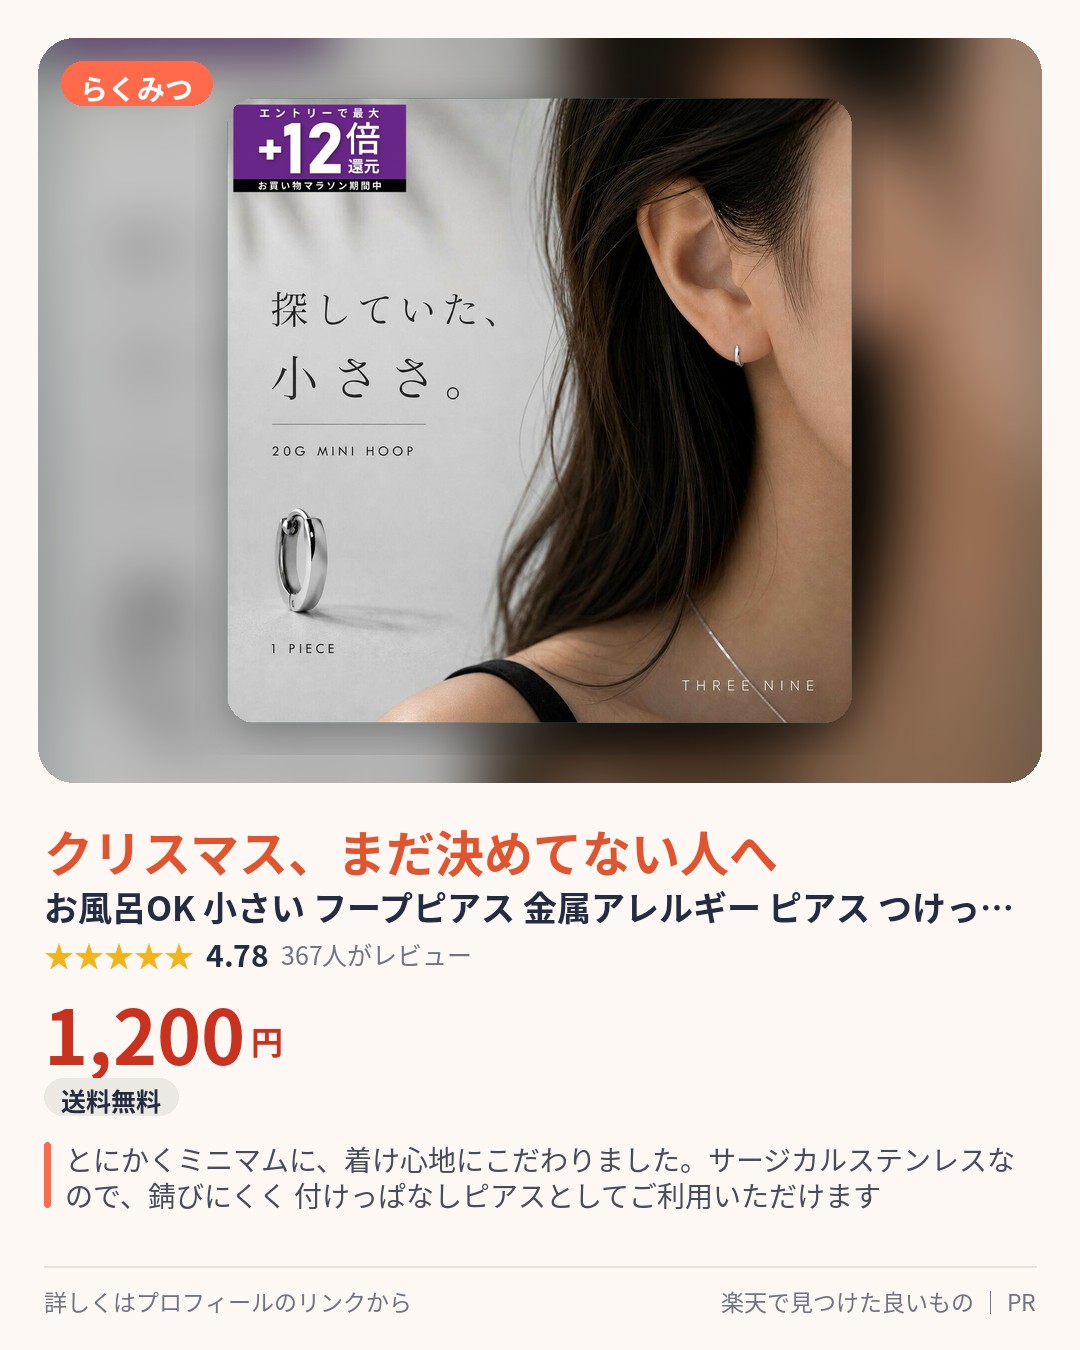 らくみつ
エントリーで最大
+12倍
還元
お買い物マラソン期間中
探していた、
小ささ。
20G MINI HOOP
1 PIECE
THREE NINE
クリスマス、まだ決めてない人へ
お風呂OK 小さい フープピアス 金属アレルギー ピアス つけっ…
★★★★★ 4.78 367人がレビュー
1,200円
送料無料
とにかくミニマムに、着け心地にこだわりました。サージカルステンレスな
ので、錆びにくく 付けっぱなしピアスとしてご利用いただけます
詳しくはプロフィールのリンクから
楽天で見つけた良いもの｜PR